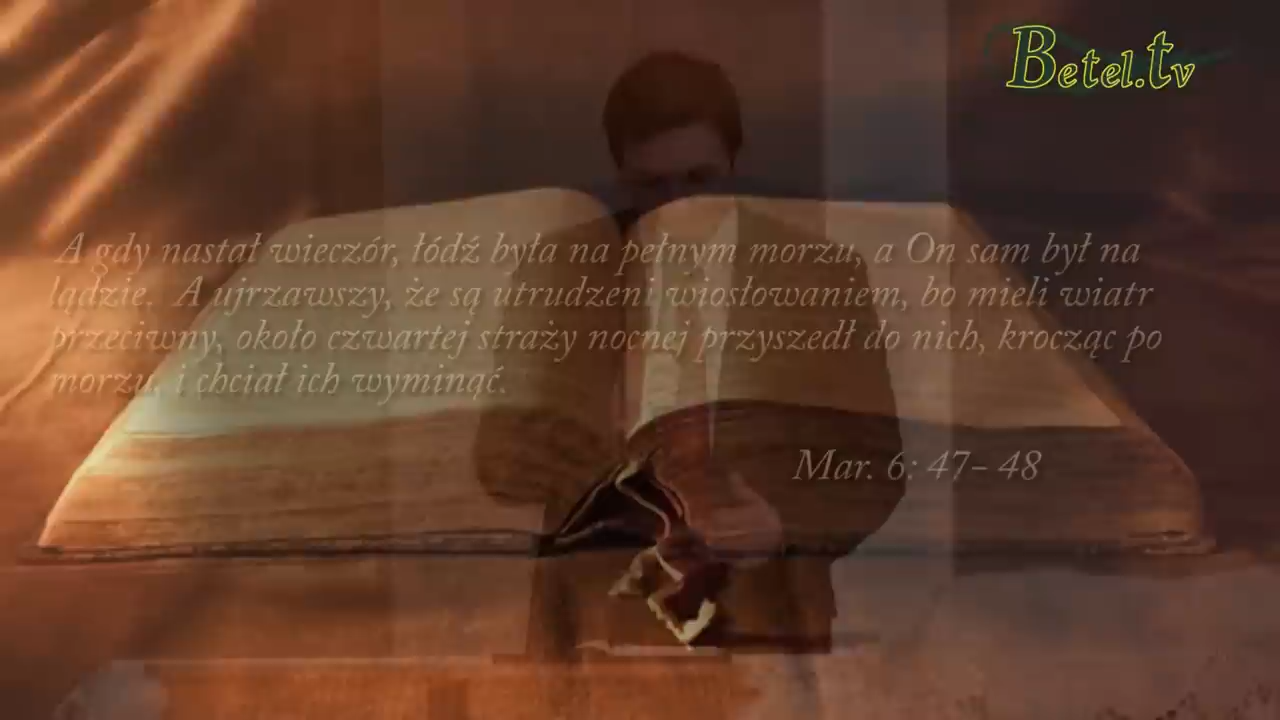 Betel.tv
A gdy nastał wieczór, łódź była na pełnym morzu, a On sam był na
lądzie. A ujrzawszy, że są utrudzeni wiosłowaniem, bo mieli wiatr
przeciwny, około czwartej straży nocnej przyszedł do nich, krocząc po
morzu, i chciał ich wyminąć.
Mar. 6: 47- 48